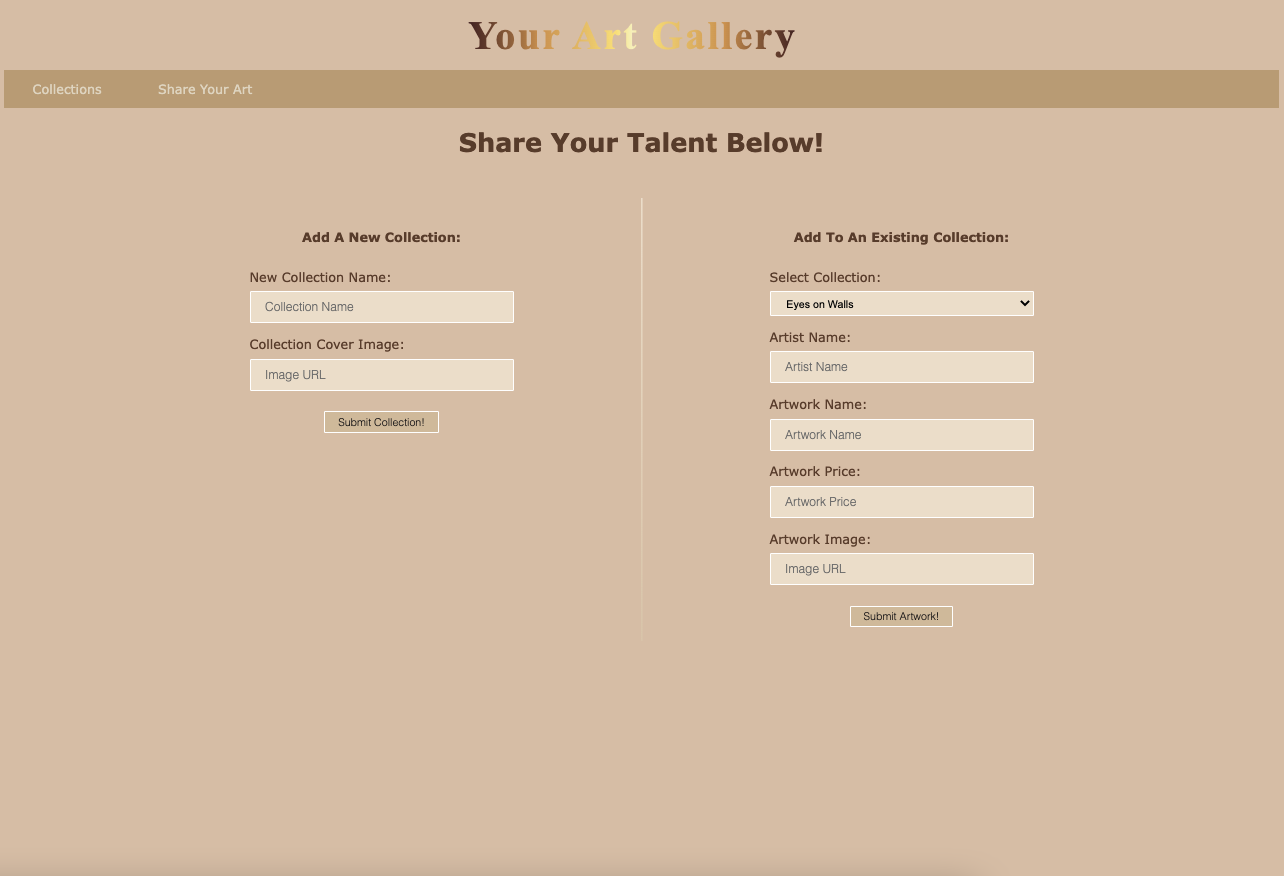 Your Art Gallery
Collections
Share Your Art
Share Your Talent Below!
Add A New Collection:
New Collection Name:
Collection Name
Collection Cover Image:
Image URL
Submit Collection!
Add To An Existing Collection:
Select Collection:
Eyes on Walls
Artist Name:
Artist Name
Artwork Name:
Artwork Name
Artwork Price:
Artwork Price
Artwork Image:
Image URL
Submit Artwork!